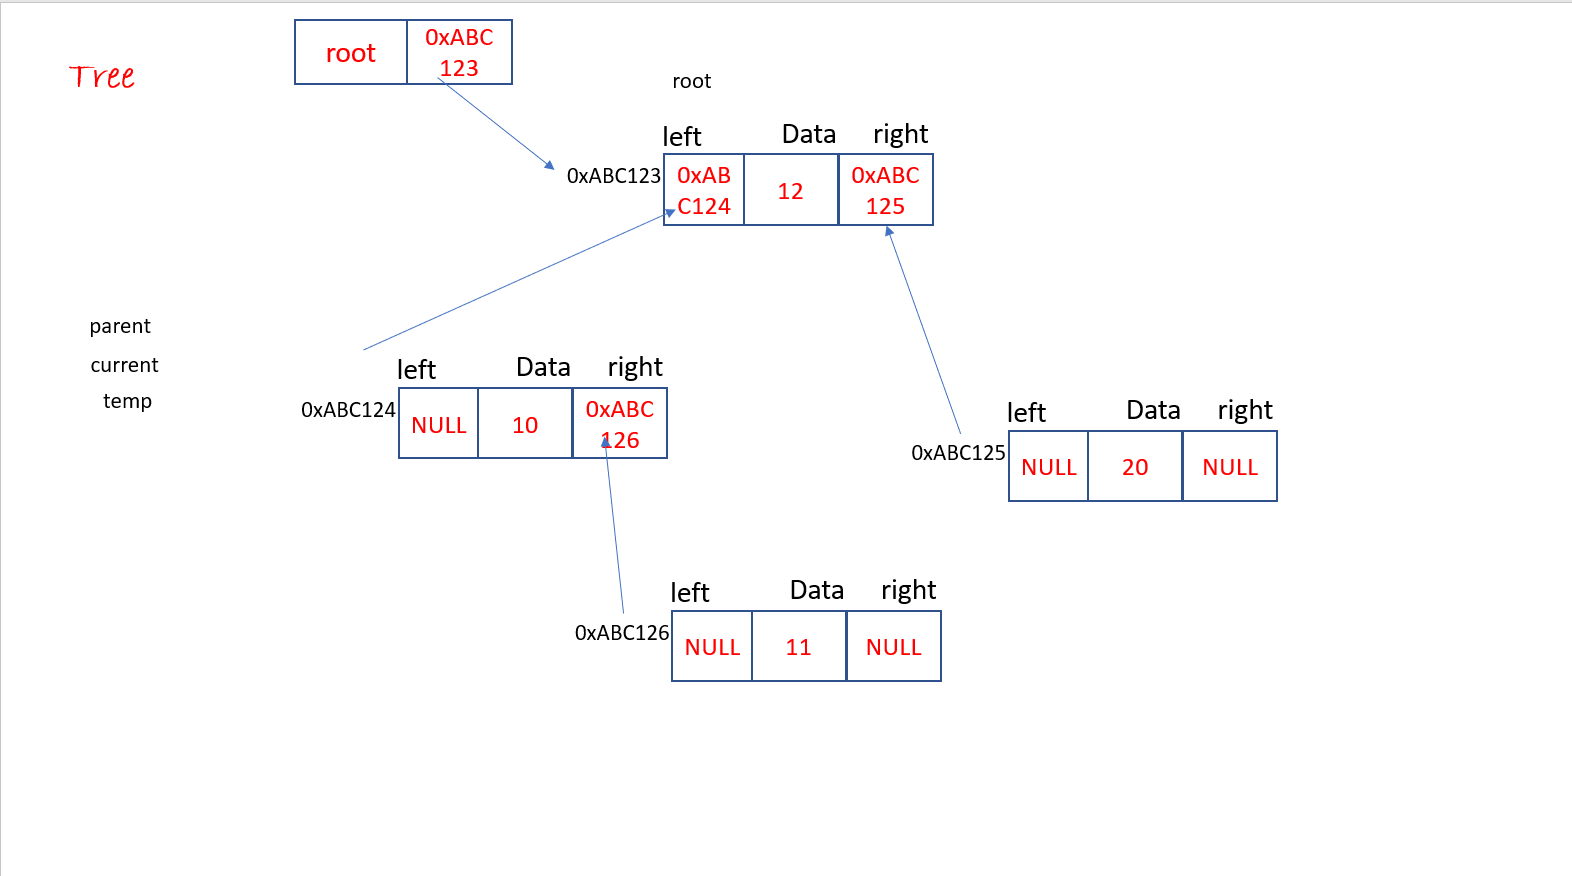 Tree
root
0xABC
123
root
left Data right
0xABC123
0xAB
C124
12
0xABC
125
parent
current
temp
left Data right
0xABC124
NULL
10
0xABC
126
left Data right
0xABC125
NULL
20
NULL
left Data right
0xABC126
NULL
11
NULL